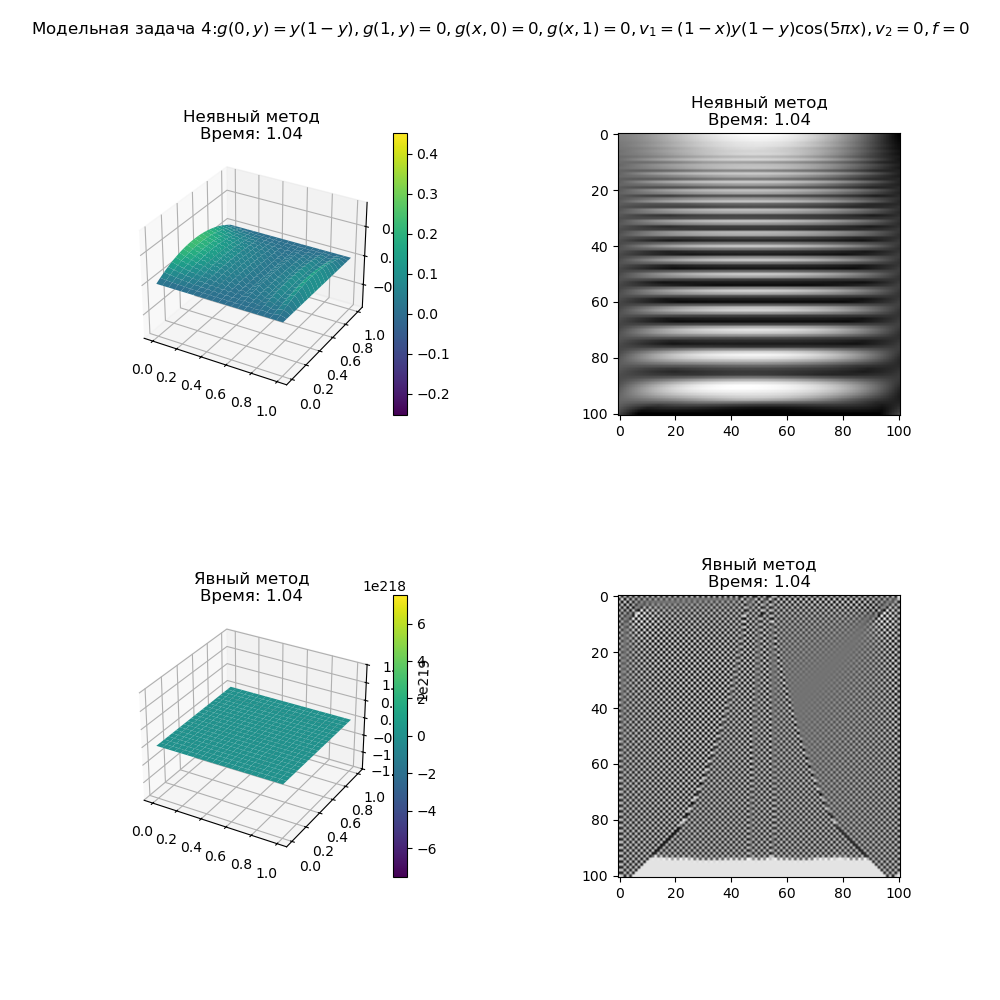 Модельная задача 4:g(0, y) = y(1 − y), g(1, y) = 0, g(x, 0) = 0, g(x, 1) = 0, v₁ = (1 − x)y(1 − y)cos(5πx), v₂ = 0, f = 0
Неявный метод
Время: 1.04
0.4
0.3
0.2
0.1
0.0
−0.1
−0.2
0.0 0.2 0.4 0.6 0.8 1.0
0.0 0.2 0.4 0.6 0.8 1.0
Неявный метод
Время: 1.04
0
20
40
60
80
100
0 20 40 60 80 100
Явный метод
Время: 1.04
1e218
6
4
2
0
−2
−4
−6
1e219
0.0 0.2 0.4 0.6 0.8 1.0
0.0 0.2 0.4 0.6 0.8 1.0
Явный метод
Время: 1.04
0
20
40
60
80
100
0 20 40 60 80 100